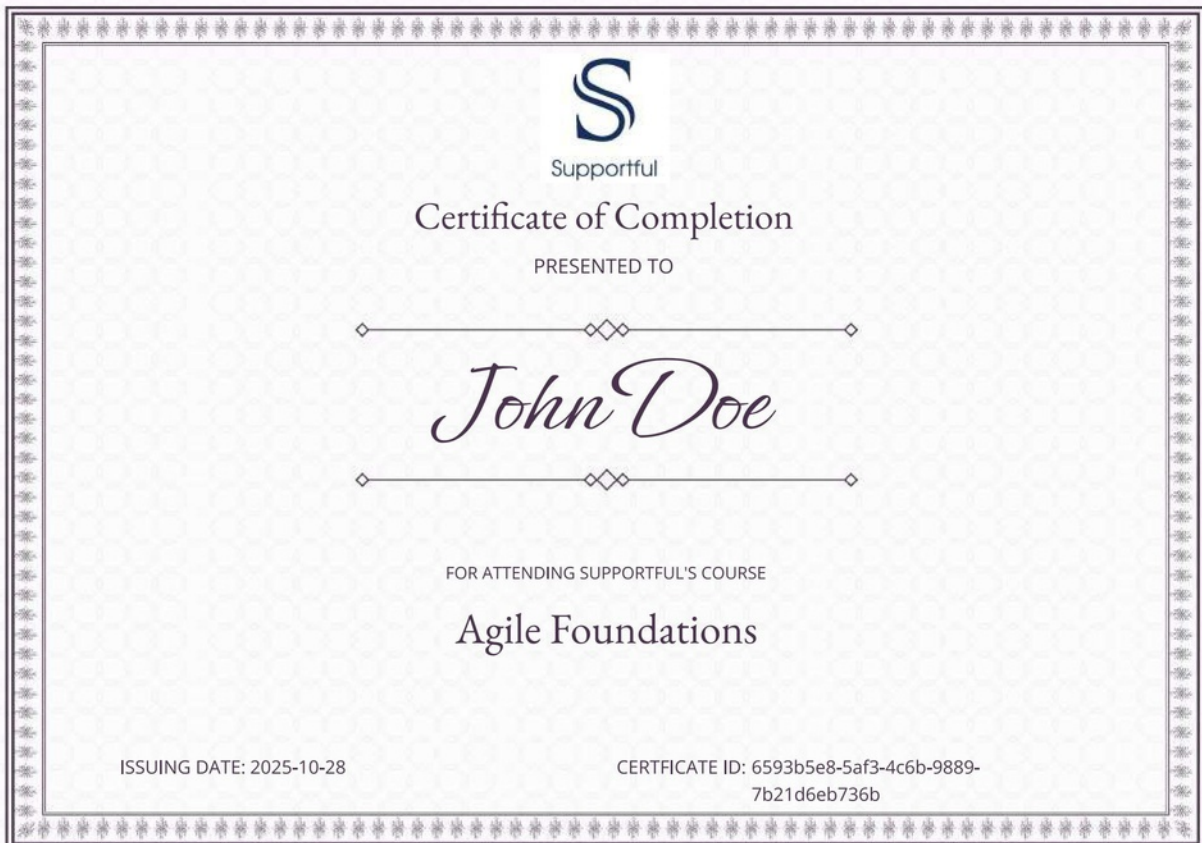 Supportful
Certificate of Completion
PRESENTED TO
John Doe
FOR ATTENDING SUPPORTFUL'S COURSE
Agile Foundations
ISSUING DATE: 2025-10-28
CERTFICATE ID: 6593b5e8-5af3-4c6b-9889-
7b21d6eb736b